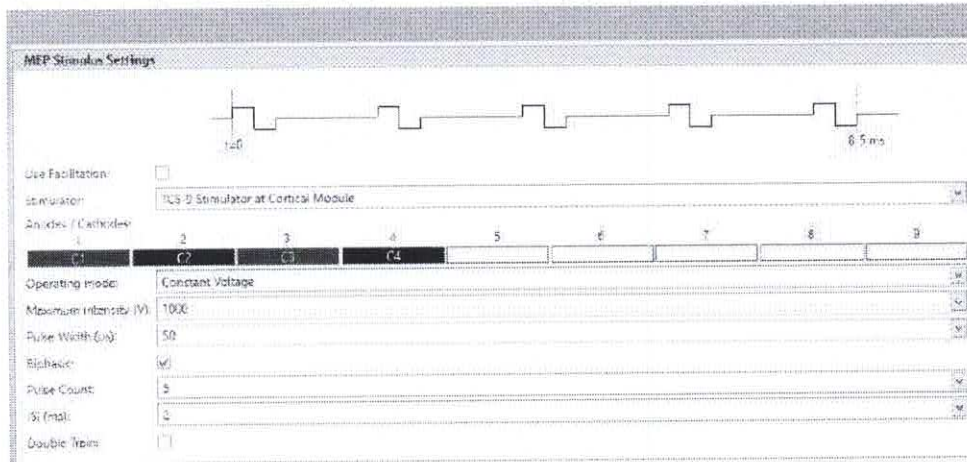 MEP Stimulus Settings
t=0 8.5 ms
Use Facilitation:
Stimulator: TCS-9 Stimulator at Cortical Module
Anodes / Cathodes:
1 2 3 4 5 6 7 8 9
C1 C2 C3 C4
Operating mode: Constant Voltage
Maximum Intensity (V): 1000
Pulse Width (us): 50
Biphasic:
Pulse Count: 5
ISI (ms): 2
Double Train: